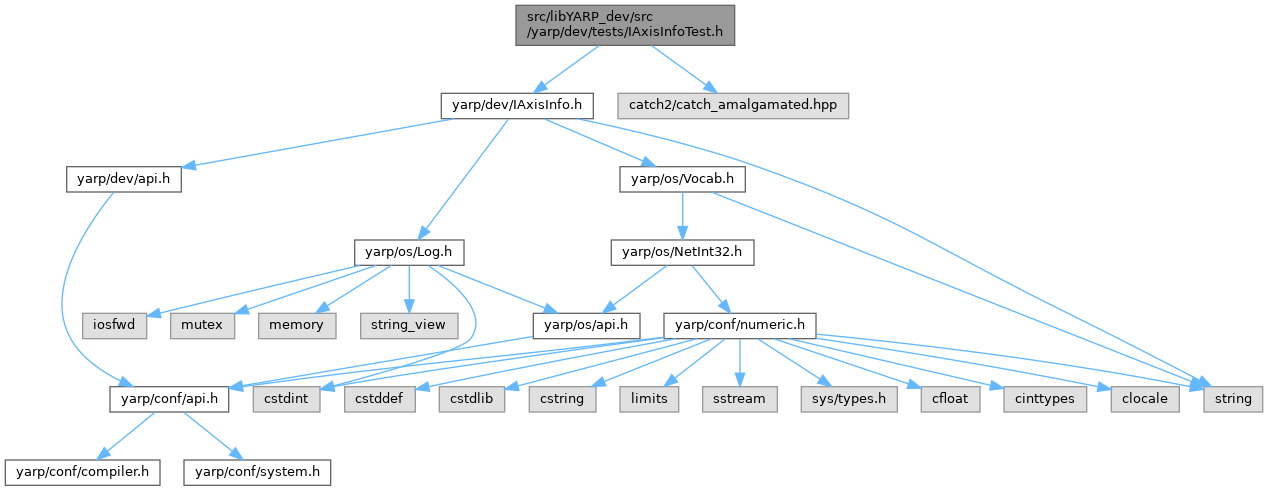 src/libYARP_dev/src
/yarp/dev/tests/IAxisInfoTest.h
yarp/dev/IAxisInfo.h
catch2/catch_amalgamated.hpp
yarp/dev/api.h
yarp/os/Vocab.h
yarp/os/Log.h
yarp/os/NetInt32.h
iosfwd
mutex
memory
string_view
yarp/os/api.h
yarp/conf/numeric.h
yarp/conf/api.h
cstdint
cstddef
cstdlib
cstring
limits
sstream
sys/types.h
cfloat
cinttypes
clocale
string
yarp/conf/compiler.h
yarp/conf/system.h